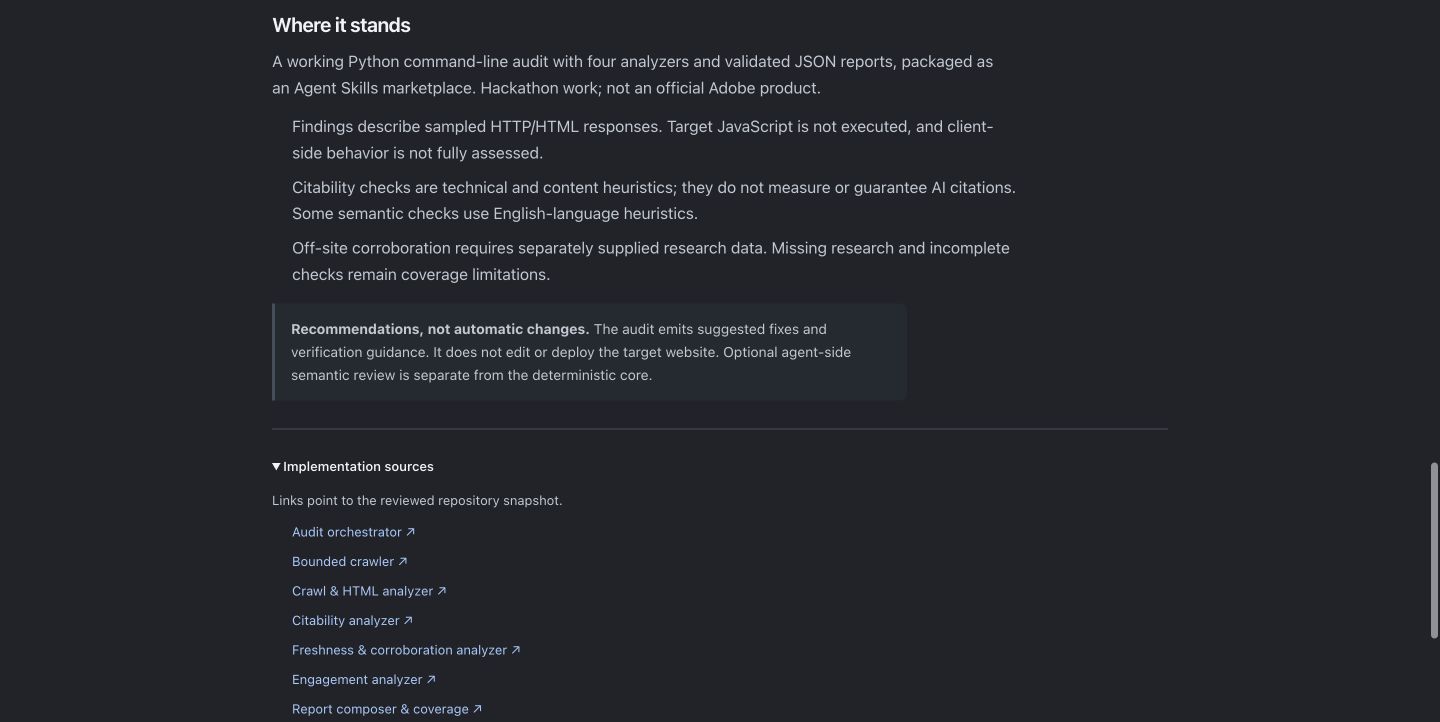 Where it stands
A working Python command-line audit with four analyzers and validated JSON reports, packaged as
an Agent Skills marketplace. Hackathon work; not an official Adobe product.
Findings describe sampled HTTP/HTML responses. Target JavaScript is not executed, and client-
side behavior is not fully assessed.
Citability checks are technical and content heuristics; they do not measure or guarantee AI citations.
Some semantic checks use English-language heuristics.
Off-site corroboration requires separately supplied research data. Missing research and incomplete
checks remain coverage limitations.
Recommendations, not automatic changes. The audit emits suggested fixes and
verification guidance. It does not edit or deploy the target website. Optional agent-side
semantic review is separate from the deterministic core.
▼ Implementation sources
Links point to the reviewed repository snapshot.
Audit orchestrator ↗
Bounded crawler ↗
Crawl & HTML analyzer ↗
Citability analyzer ↗
Freshness & corroboration analyzer ↗
Engagement analyzer ↗
Report composer & coverage ↗